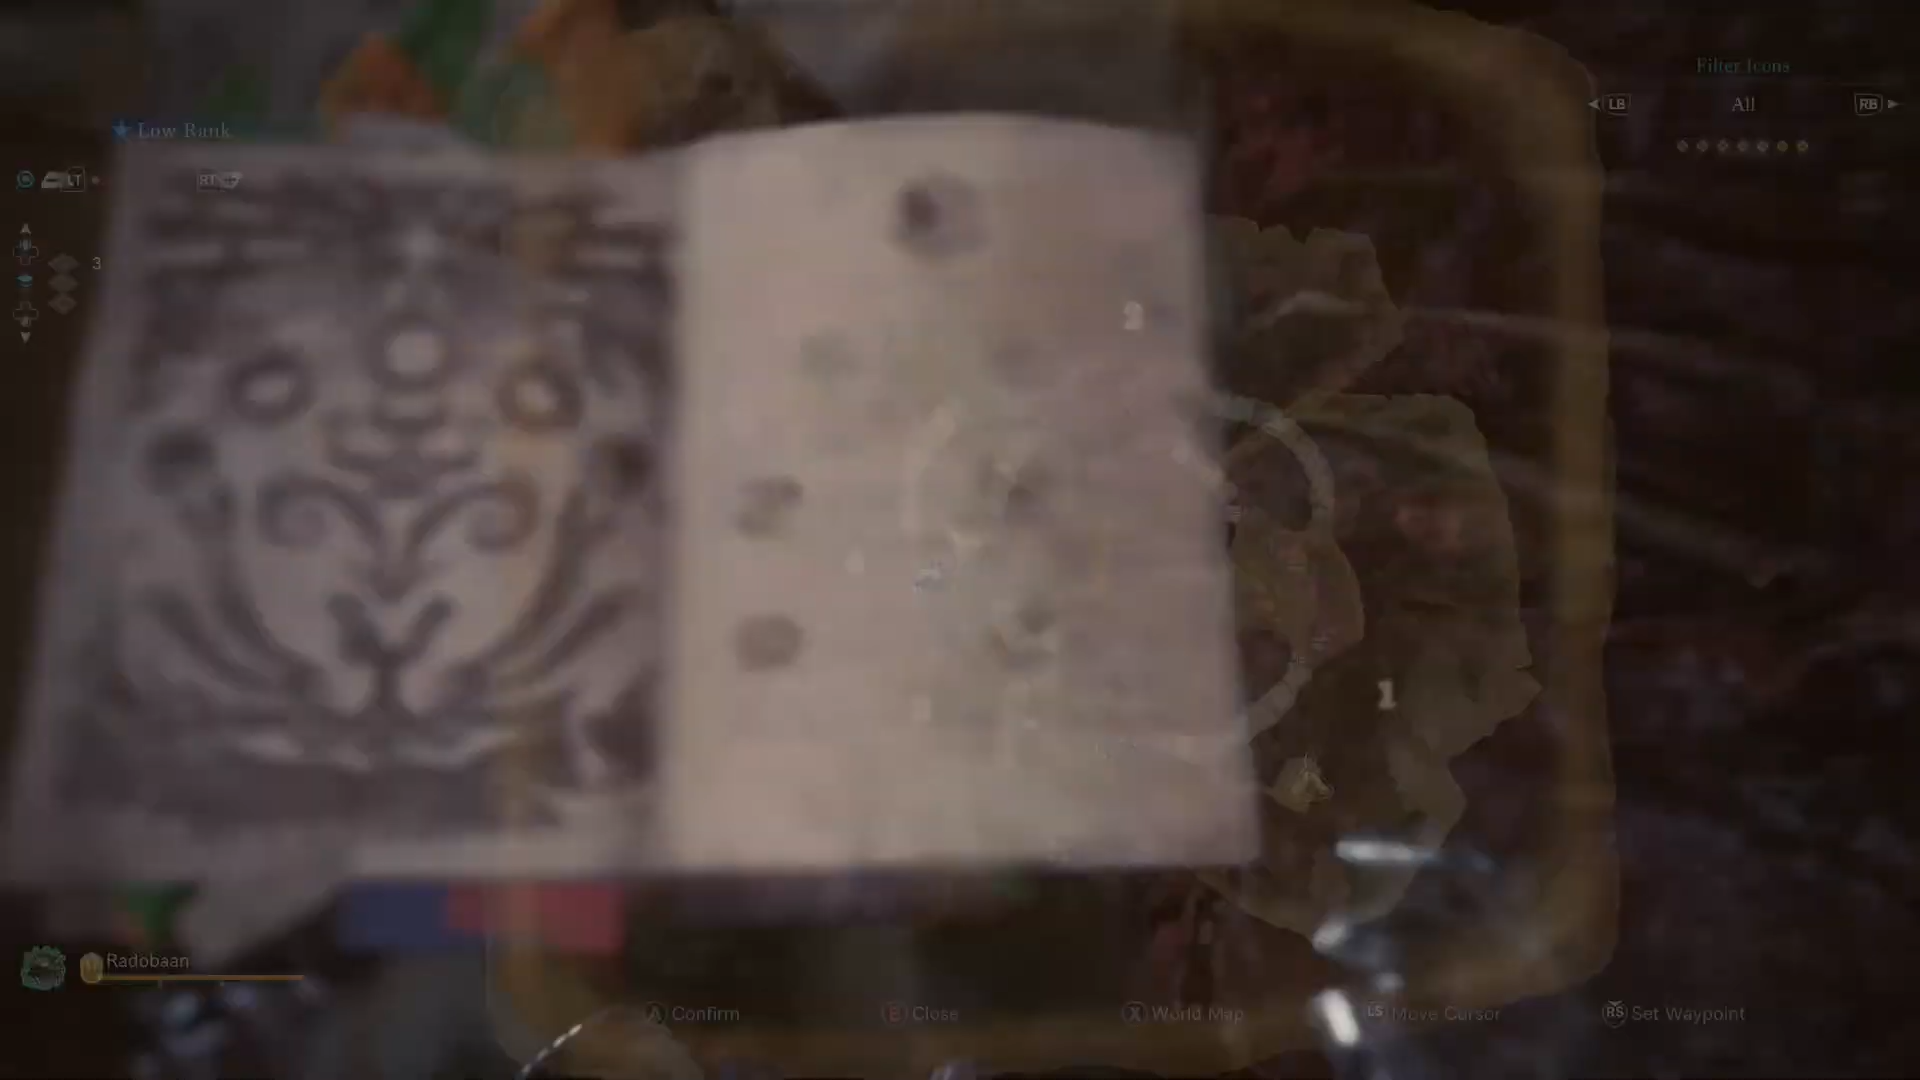 Filter Icons
LB All RB
Low Rank
LT RT
3
2
1
Radobaan
A Confirm B Close X World Map LS Move Cursor RS Set Waypoint